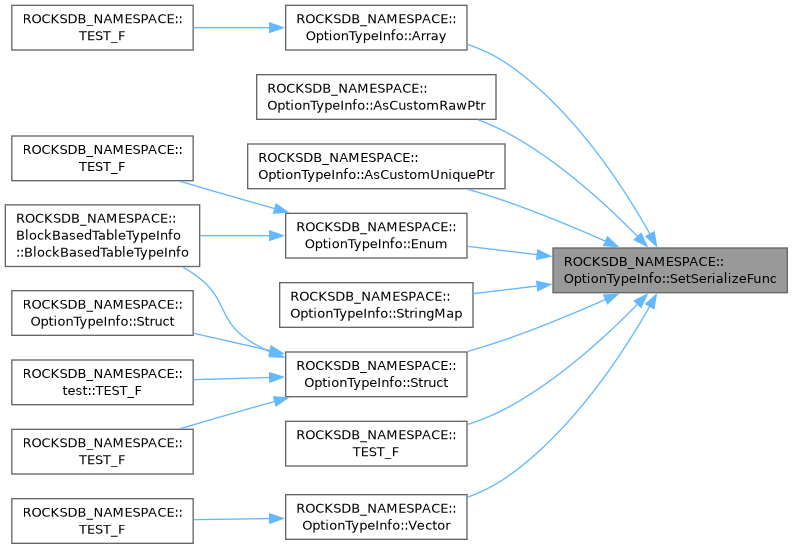 ROCKSDB_NAMESPACE::
TEST_F
ROCKSDB_NAMESPACE::
OptionTypeInfo::Array
ROCKSDB_NAMESPACE::
OptionTypeInfo::AsCustomRawPtr
ROCKSDB_NAMESPACE::
TEST_F
ROCKSDB_NAMESPACE::
OptionTypeInfo::AsCustomUniquePtr
ROCKSDB_NAMESPACE::
BlockBasedTableTypeInfo
::BlockBasedTableTypeInfo
ROCKSDB_NAMESPACE::
OptionTypeInfo::Enum
ROCKSDB_NAMESPACE::
OptionTypeInfo::SetSerializeFunc
ROCKSDB_NAMESPACE::
OptionTypeInfo::Struct
ROCKSDB_NAMESPACE::
OptionTypeInfo::StringMap
ROCKSDB_NAMESPACE::
test::TEST_F
ROCKSDB_NAMESPACE::
OptionTypeInfo::Struct
ROCKSDB_NAMESPACE::
TEST_F
ROCKSDB_NAMESPACE::
TEST_F
ROCKSDB_NAMESPACE::
TEST_F
ROCKSDB_NAMESPACE::
OptionTypeInfo::Vector